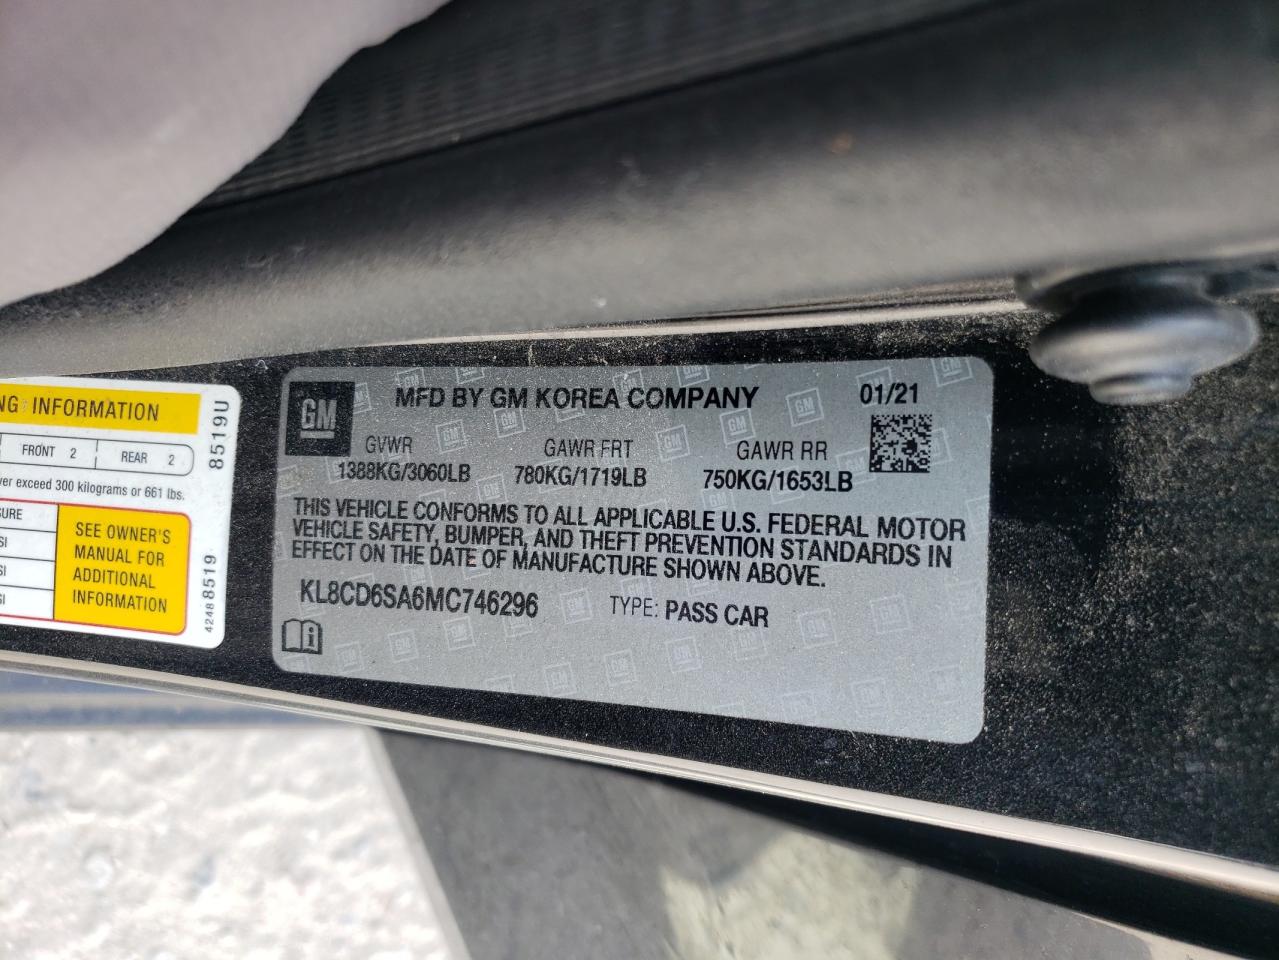 NG INFORMATION
FRONT 2 REAR 2
ver exceed 300 kilograms or 661 lbs.
SURE
SI
SI
SI
SEE OWNER'S
MANUAL FOR
ADDITIONAL
INFORMATION
8519U
42488519
GM
MFD BY GM KOREA COMPANY 01/21
GVWR GAWR FRT GAWR RR
1388KG/3060LB 780KG/1719LB 750KG/1653LB
THIS VEHICLE CONFORMS TO ALL APPLICABLE U.S. FEDERAL MOTOR
VEHICLE SAFETY, BUMPER, AND THEFT PREVENTION STANDARDS IN
EFFECT ON THE DATE OF MANUFACTURE SHOWN ABOVE.
KL8CD6SA6MC746296 TYPE: PASS CAR